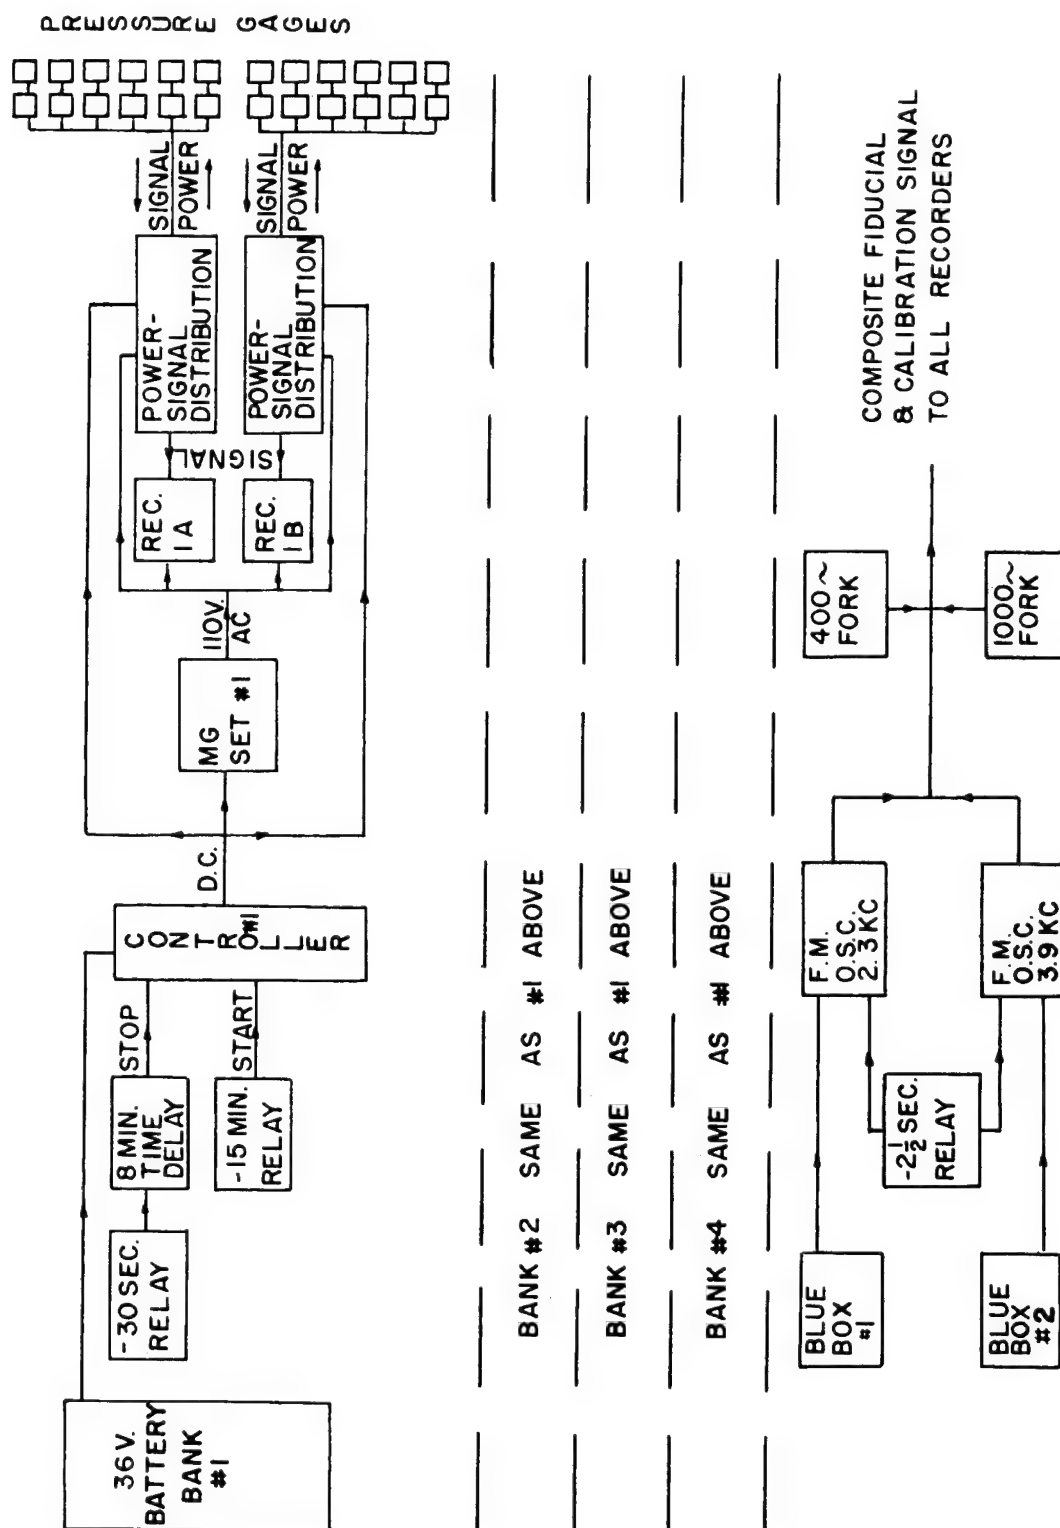 36V.
BATTERY
BANK
#1
-30 SEC.
RELAY
8 MIN.
TIME
DELAY
STOP
-15 MIN.
RELAY
START
CONTROLLER
#1
D.C.
MG
SET #1
110V.
AC
REC.
1A
REC.
1B
SIGNAL
POWER-
SIGNAL
DISTRIBUTION
POWER-
SIGNAL
DISTRIBUTION
SIGNAL
POWER
SIGNAL
POWER
PRESSURE GAGES
BANK #2 SAME AS #1 ABOVE
BANK #3 SAME AS #1 ABOVE
BANK #4 SAME AS #1 ABOVE
BLUE
BOX
#1
BLUE
BOX
#2
-2½ SEC.
RELAY
F.M.
O.S.C.
2.3 KC
F.M.
O.S.C.
3.9 KC
400~
FORK
1000~
FORK
COMPOSITE FIDUCIAL
& CALIBRATION SIGNAL
TO ALL RECORDERS